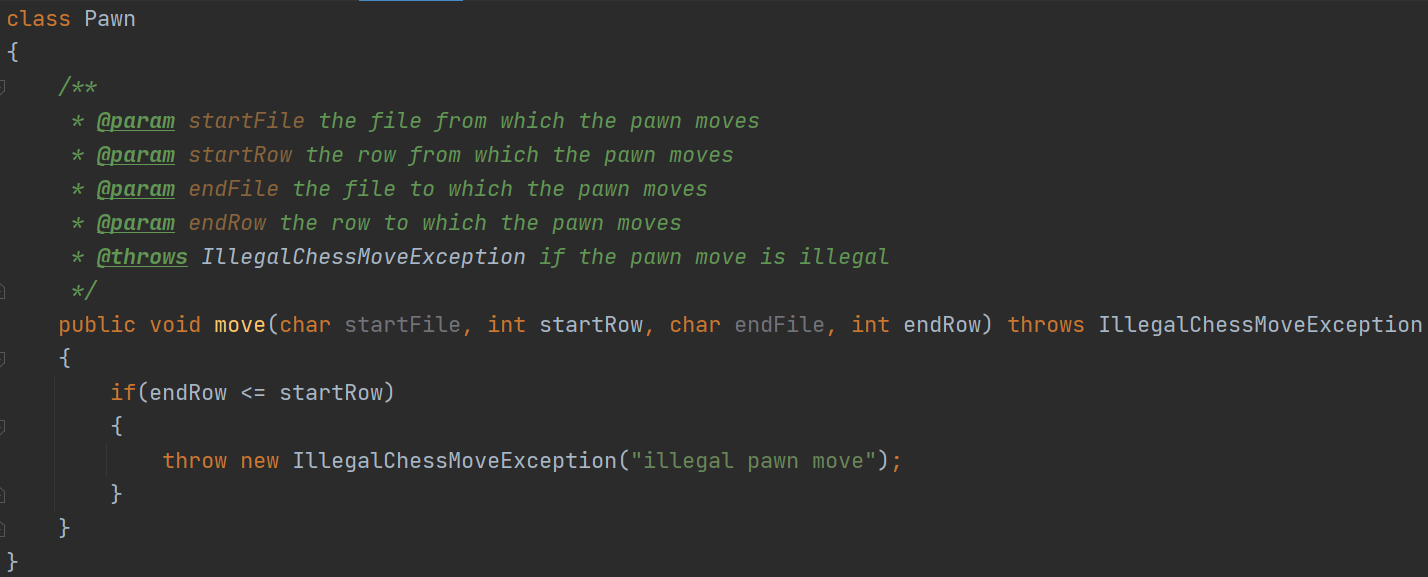 class Pawn
{
    /**
     * @param startFile the file from which the pawn moves
     * @param startRow the row from which the pawn moves
     * @param endFile the file to which the pawn moves
     * @param endRow the row to which the pawn moves
     * @throws IllegalChessMoveException if the pawn move is illegal
     */
    public void move(char startFile, int startRow, char endFile, int endRow) throws IllegalChessMoveException
    {
        if(endRow <= startRow)
        {
            throw new IllegalChessMoveException("illegal pawn move");
        }
    }
}